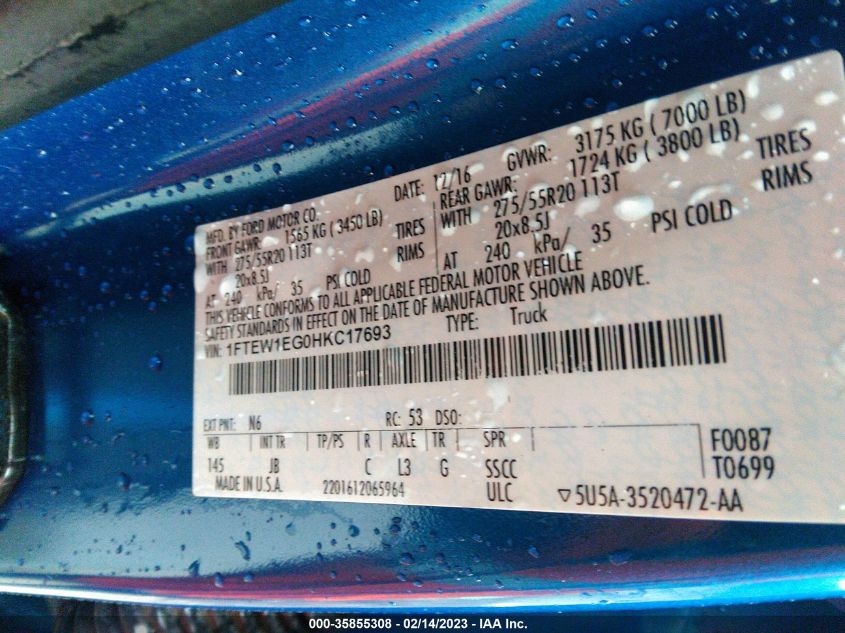 MFD. BY FORD MOTOR CO.
DATE: 12/16 GVWR: 3175 KG ( 7000 LB)
FRONT GAWR: 1565 KG ( 3450 LB) REAR GAWR: 1724 KG ( 3800 LB)
WITH 275/55R20 113T TIRES WITH 275/55R20 113T TIRES
20x8.5J RIMS 20x8.5J RIMS
AT 240 kPa/ 35 PSI COLD AT 240 kPa/ 35 PSI COLD
THIS VEHICLE CONFORMS TO ALL APPLICABLE FEDERAL MOTOR VEHICLE
SAFETY STANDARDS IN EFFECT ON THE DATE OF MANUFACTURE SHOWN ABOVE.
VIN: 1FTEW1EG0HKC17693 TYPE: Truck
EXT PNT: N6 RC: 53 DSO:
WB INT TR TP/PS R AXLE TR SPR F0087
145 JB C L3 G SSCC T0699
MADE IN U.S.A. 2201612065964 ULC ▽5U5A-3520472-AA
000-35855308 - 02/14/2023 - IAA Inc.